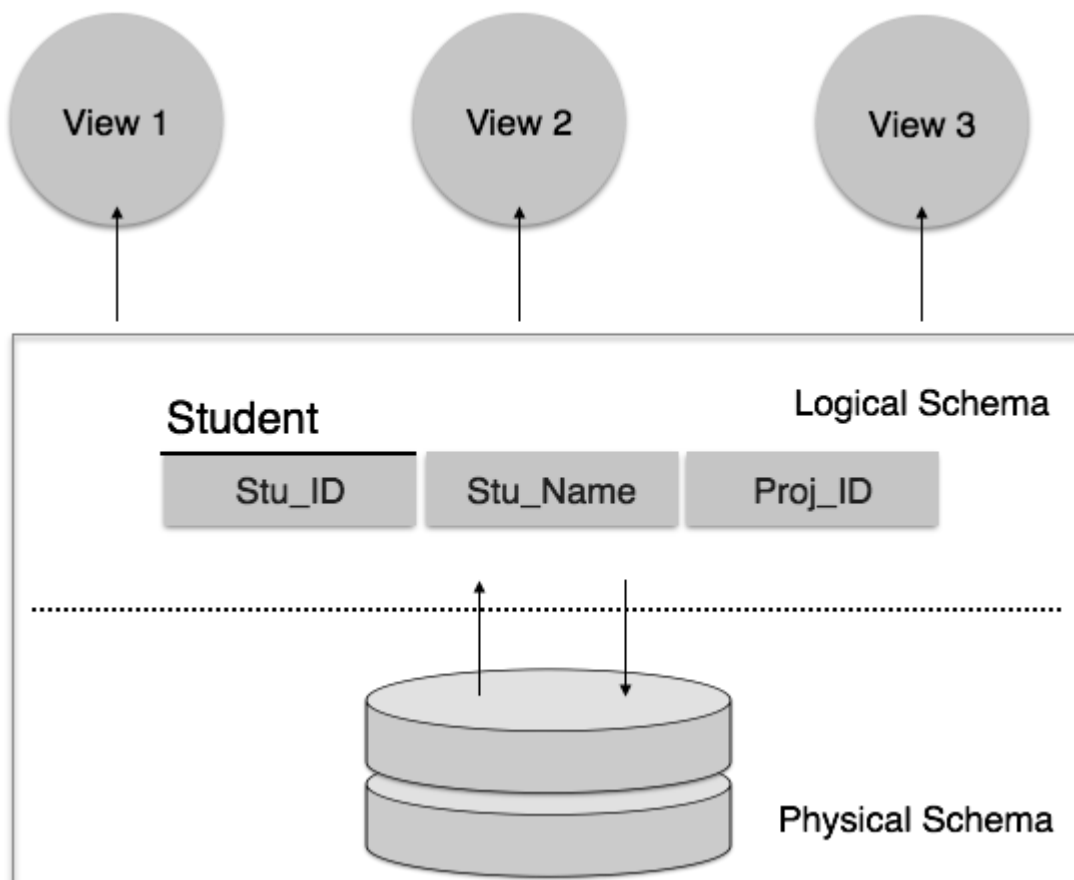 View 1
View 2
View 3
Logical Schema
Student
Stu_ID
Stu_Name
Proj_ID
Physical Schema